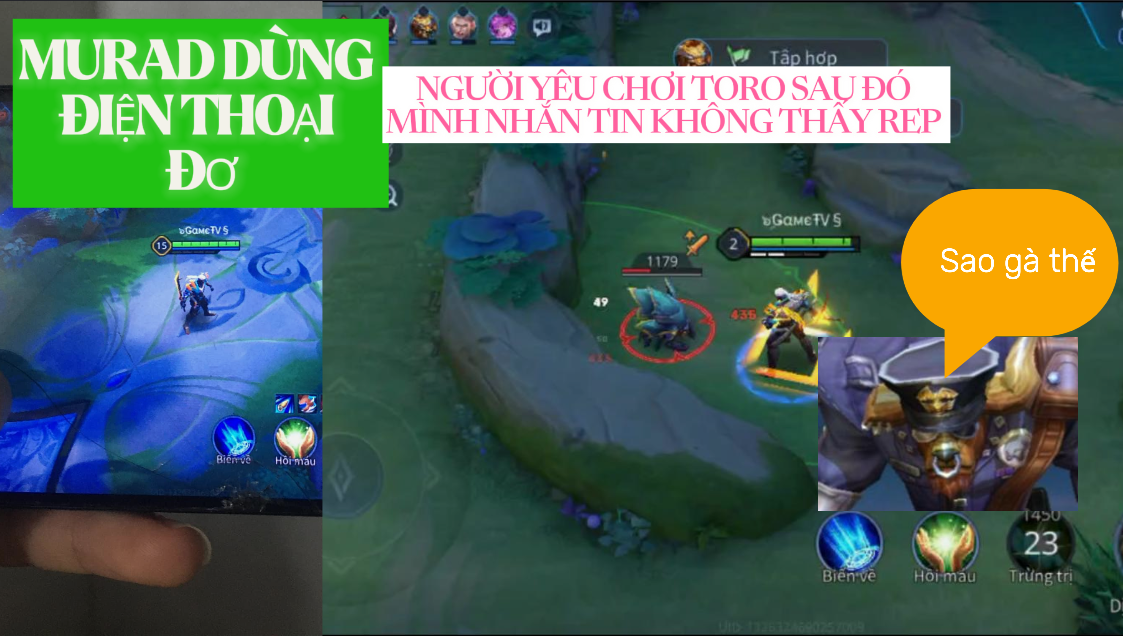 MURAD DÙNG
ĐIỆN THOẠI
ĐƠ
NGƯỜI YÊU CHƠI TORO SAU ĐÓ
MÌNH NHẮN TIN KHÔNG THẤY REP
Tập hợp
ঌGαмєŦV §
15
ঌGαмєŦV §
2
1179
49
435
Sao gà thế
Biến về
Hồi máu
Biến về
Hồi máu
1450
23
Trừng trị